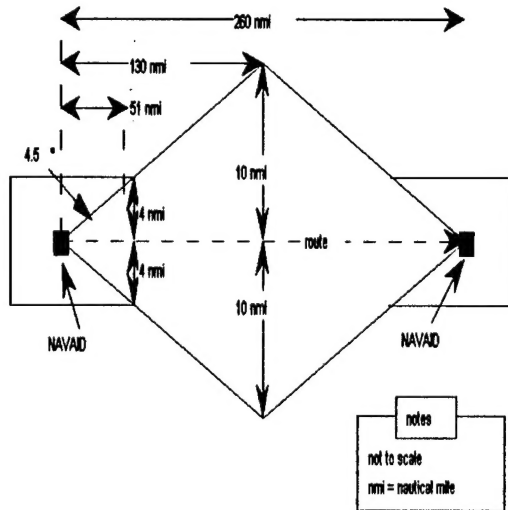 260 nmi
130 nmi
51 nmi
4.5 °
10 nmi
4 nmi
route
4 nmi
10 nmi
NAVAID
NAVAID
notes
not to scale
nmi = nautical mile